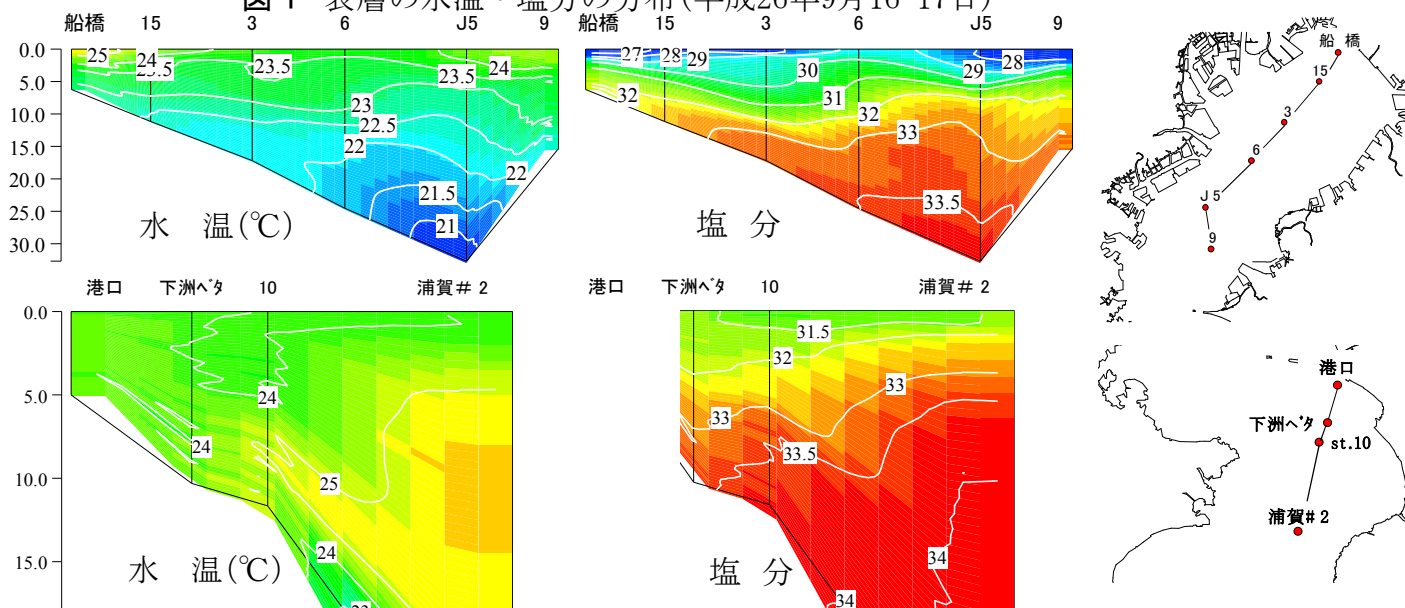 図1 表層の水温・塩分の分布(平成26年9月16-17日)
船橋 15 3 6 J5 9
船橋 15 3 6 J5 9
0.0
5.0
10.0
15.0
20.0
25.0
30.0
25 24 23.5 23.5 23.5 24
23
22.5
22 22
21.5
21
水 温(℃)
27 28 29 30 29 28
32 31
32 33
33.5
塩 分
船 橋
15
3
6
J5
9
港口 下洲ベタ 10 浦賀#2
港口 下洲ベタ 10 浦賀#2
0.0
5.0
10.0
15.0
24
24
25
24
水 温(℃)
31.5
32
33 33
33.5
34
34
塩 分
港口
下洲ベタ
st.10
浦賀#2